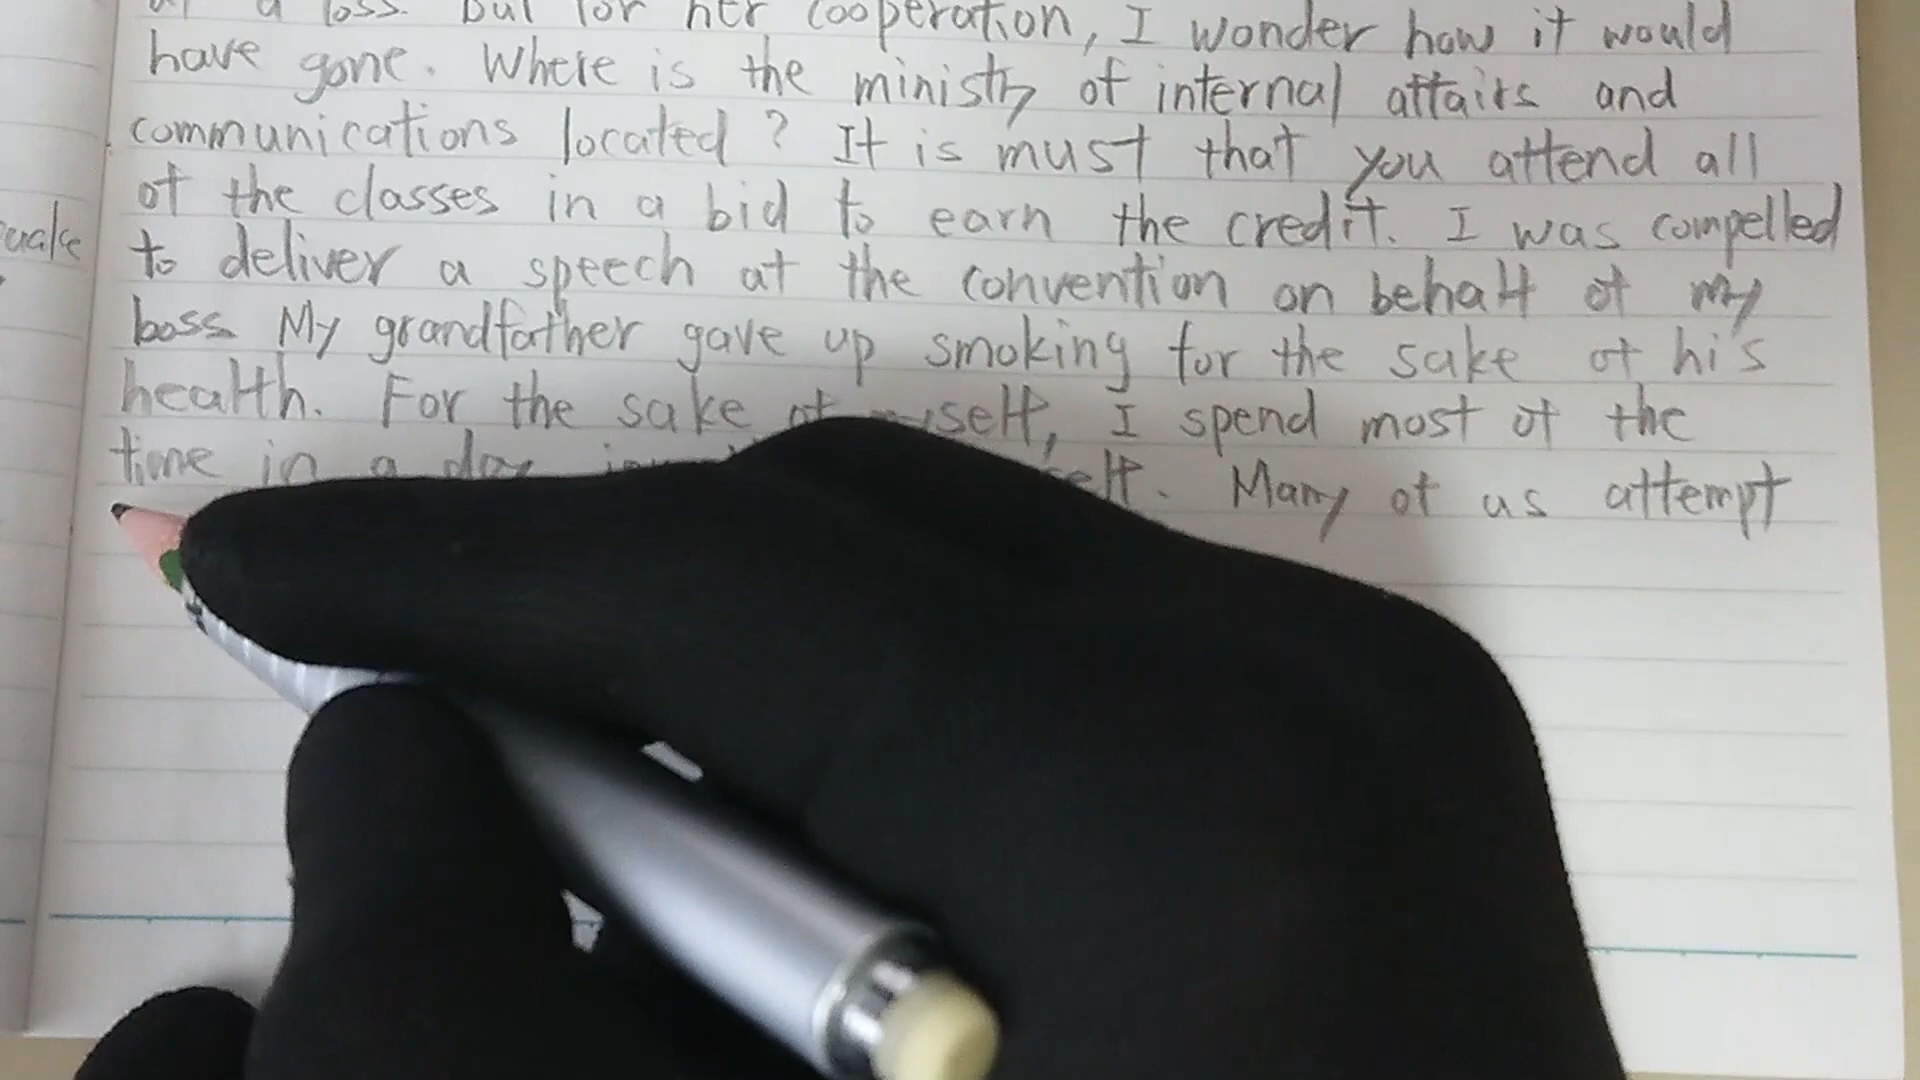 a loss. But for her cooperation, I wonder how it would
have gone. Where is the ministry of internal affairs and
communications located? It is must that you attend all
of the classes in a bid to earn the credit. I was compelled
to deliver a speech at the convention on behalf of my
boss My grandfather gave up smoking for the sake of his
health. For the sake of myself, I spend most of the
time in a day Many of us attempt